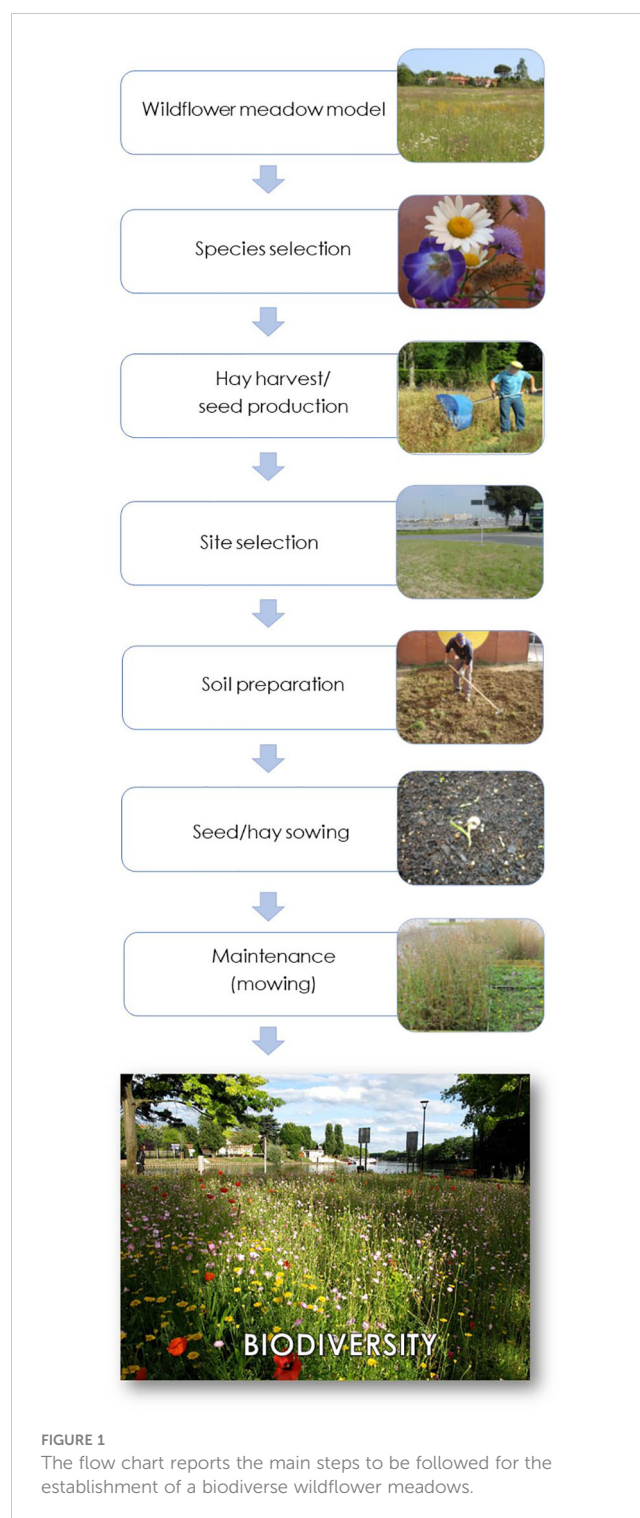 Wildflower meadow model
Species selection
Hay harvest/
seed production
Site selection
Soil preparation
Seed/hay sowing
Maintenance
(mowing)
BIODIVERSITY
FIGURE 1
The flow chart reports the main steps to be followed for the
establishment of a biodiverse wildflower meadows.